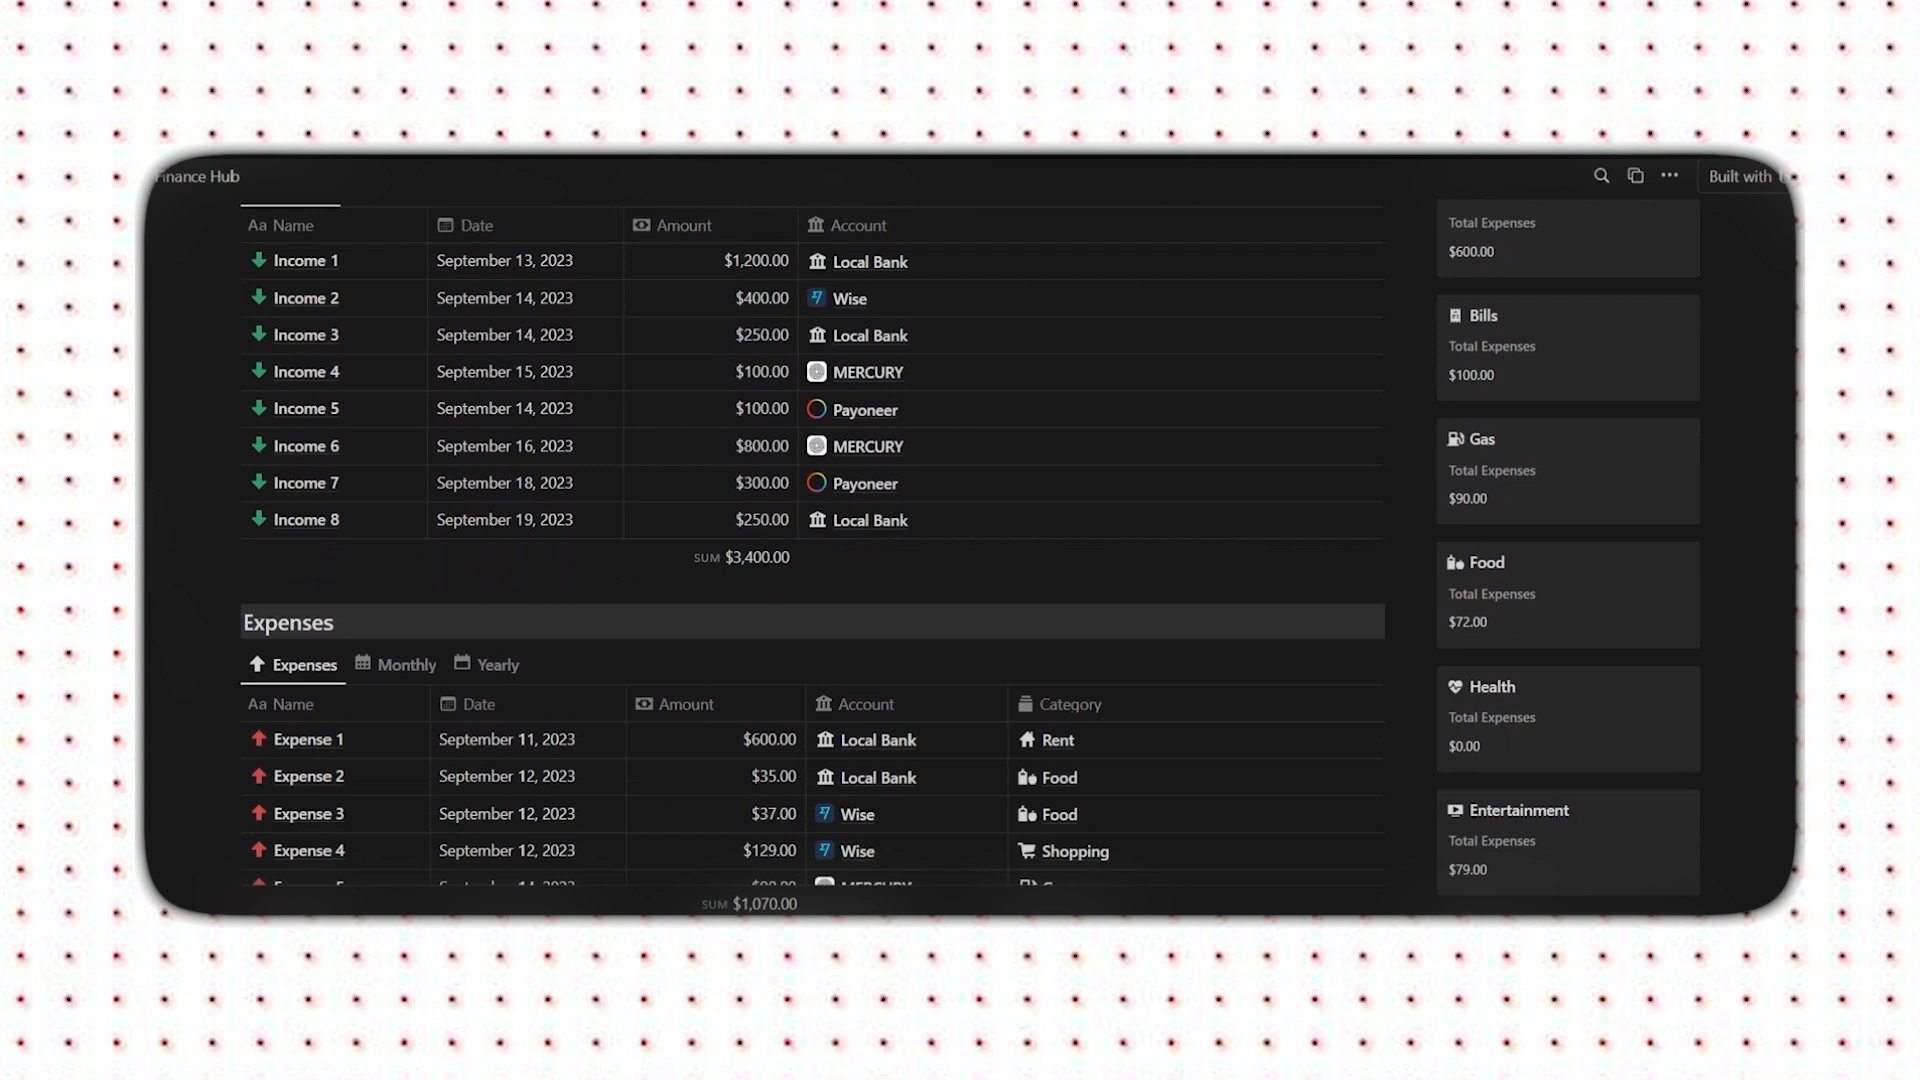 Finance Hub
Built with
Aa Name Date Amount Account
Income 1 September 13, 2023 $1,200.00 Local Bank
Income 2 September 14, 2023 $400.00 Wise
Income 3 September 14, 2023 $250.00 Local Bank
Income 4 September 15, 2023 $100.00 MERCURY
Income 5 September 14, 2023 $100.00 Payoneer
Income 6 September 16, 2023 $800.00 MERCURY
Income 7 September 18, 2023 $300.00 Payoneer
Income 8 September 19, 2023 $250.00 Local Bank
SUM $3,400.00
Expenses
Expenses Monthly Yearly
Aa Name Date Amount Account Category
Expense 1 September 11, 2023 $600.00 Local Bank Rent
Expense 2 September 12, 2023 $35.00 Local Bank Food
Expense 3 September 12, 2023 $37.00 Wise Food
Expense 4 September 12, 2023 $129.00 Wise Shopping
SUM $1,070.00
Total Expenses
$600.00
Bills
Total Expenses
$100.00
Gas
Total Expenses
$90.00
Food
Total Expenses
$72.00
Health
Total Expenses
$0.00
Entertainment
Total Expenses
$79.00